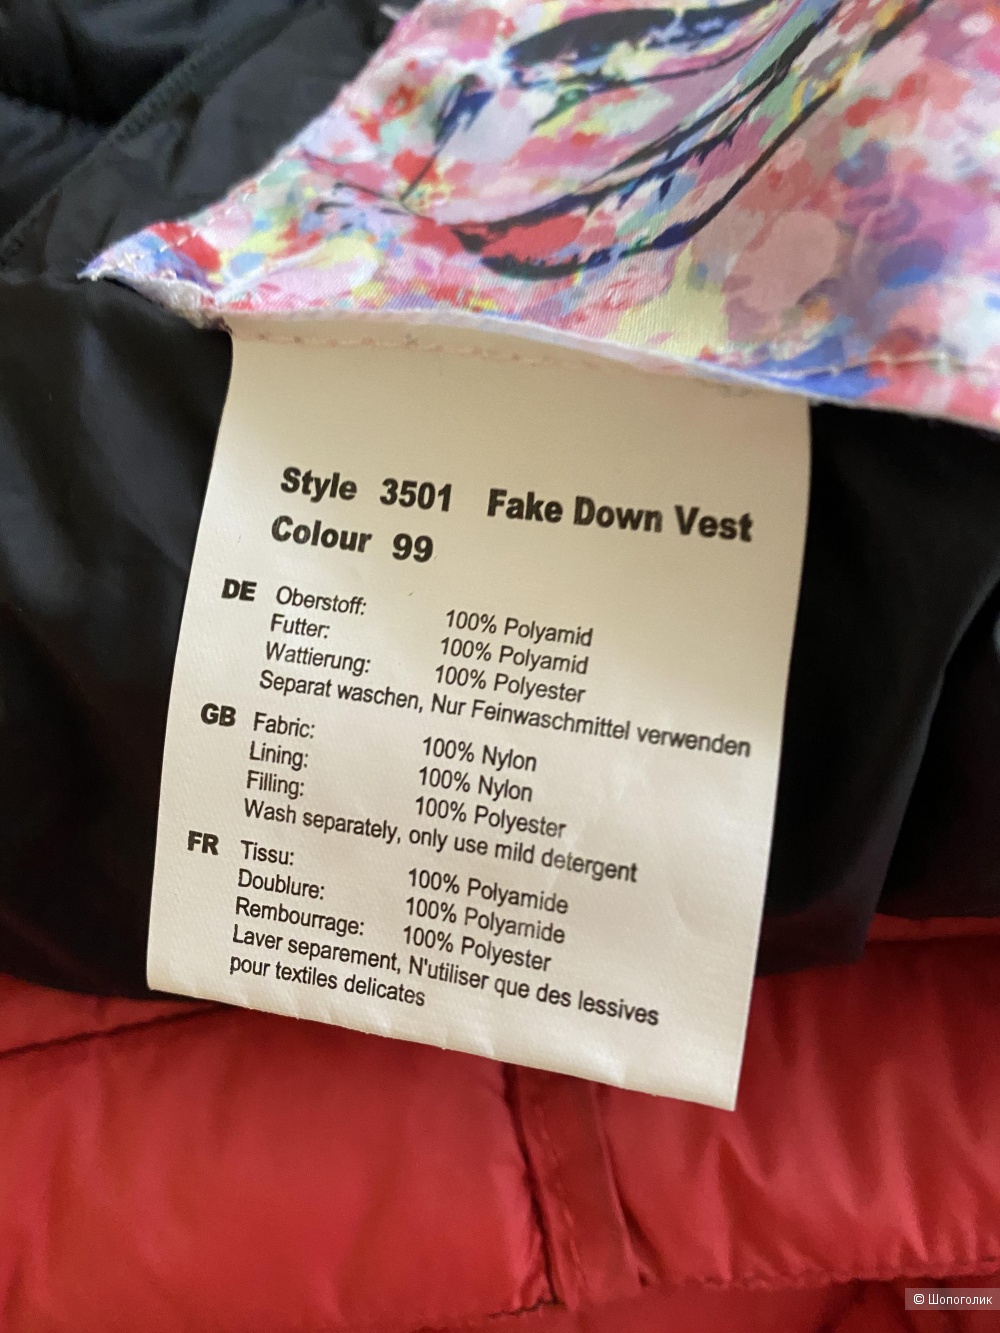 Style 3501 Fake Down Vest
Colour 99
DE Oberstoff: 100% Polyamid
Futter: 100% Polyamid
Wattierung: 100% Polyester
Separat waschen, Nur Feinwaschmittel verwenden
GB Fabric: 100% Nylon
Lining: 100% Nylon
Filling: 100% Polyester
Wash separately, only use mild detergent
FR Tissu: 100% Polyamide
Doublure: 100% Polyamide
Rembourrage: 100% Polyester
Laver separement, N'utiliser que des lessives
pour textiles delicates
© Шопоголик